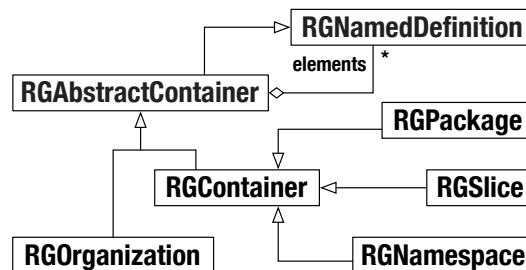 RGNamedDefinition
elements *
RGAbstractContainer
RGPackage
RGContainer
RGSlice
RGOrganization
RGNamespace